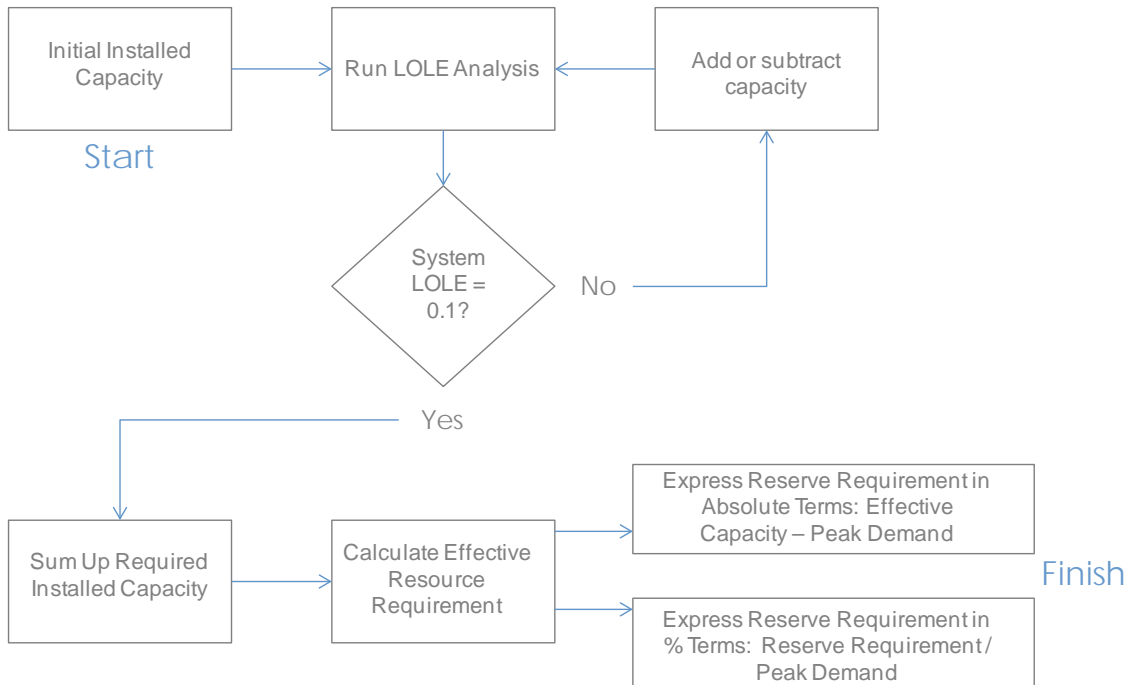 Initial Installed
Capacity
Run LOLE Analysis
Add or subtract
capacity
Start
System
LOLE =
0.1?
No
Yes
Sum Up Required
Installed Capacity
Calculate Effective
Resource
Requirement
Express Reserve Requirement in
Absolute Terms: Effective
Capacity – Peak Demand
Finish
Express Reserve Requirement in
% Terms: Reserve Requirement /
Peak Demand